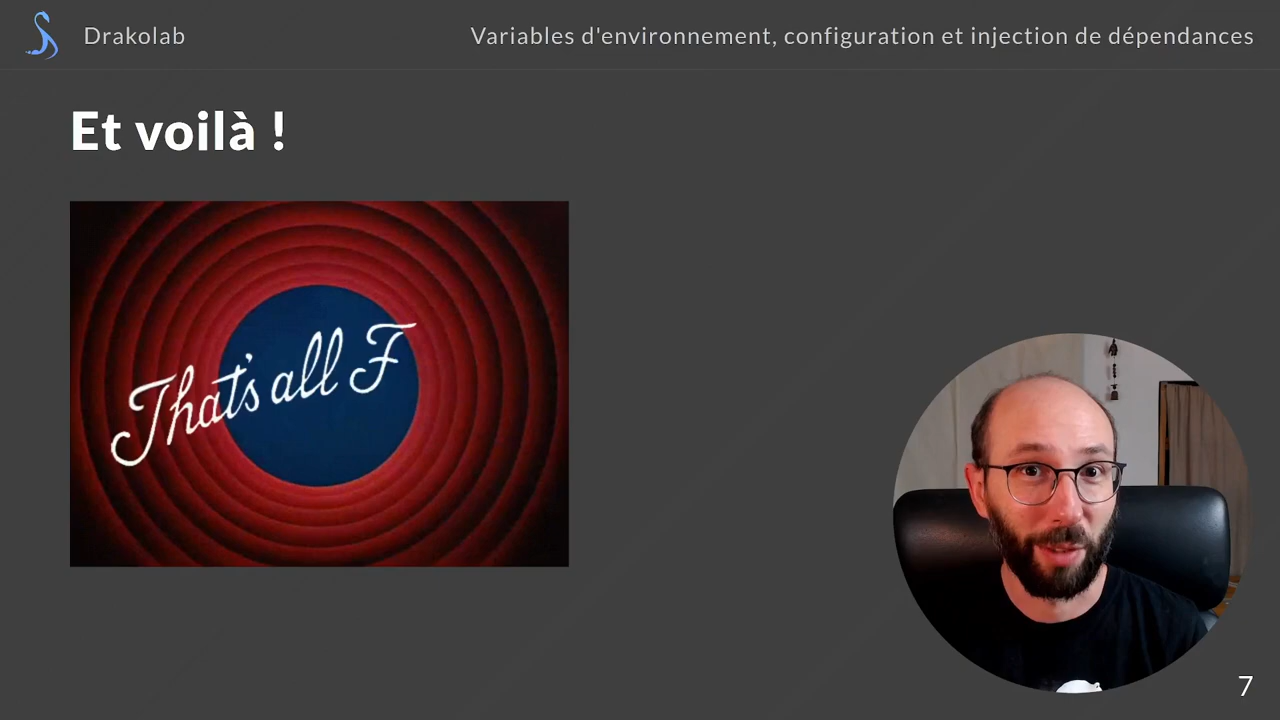 Drakolab
Variables d'environnement, configuration et injection de dépendances
Et voilà !
That's all F
7